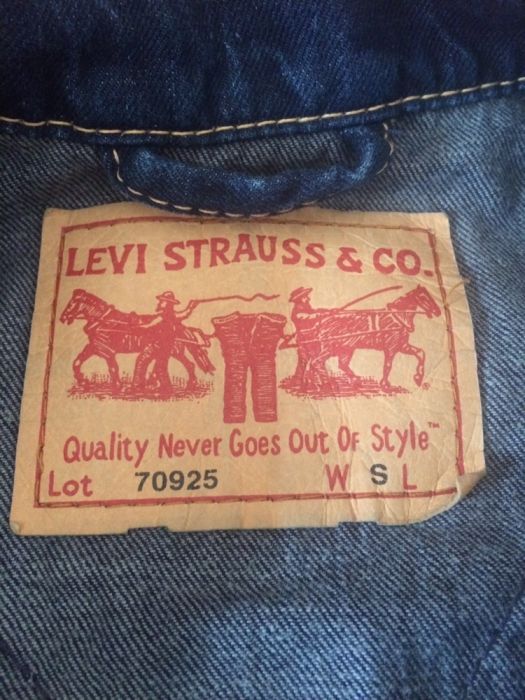 LEVI STRAUSS & CO.
Quality Never Goes Out Of Style™
Lot 70925 W S L